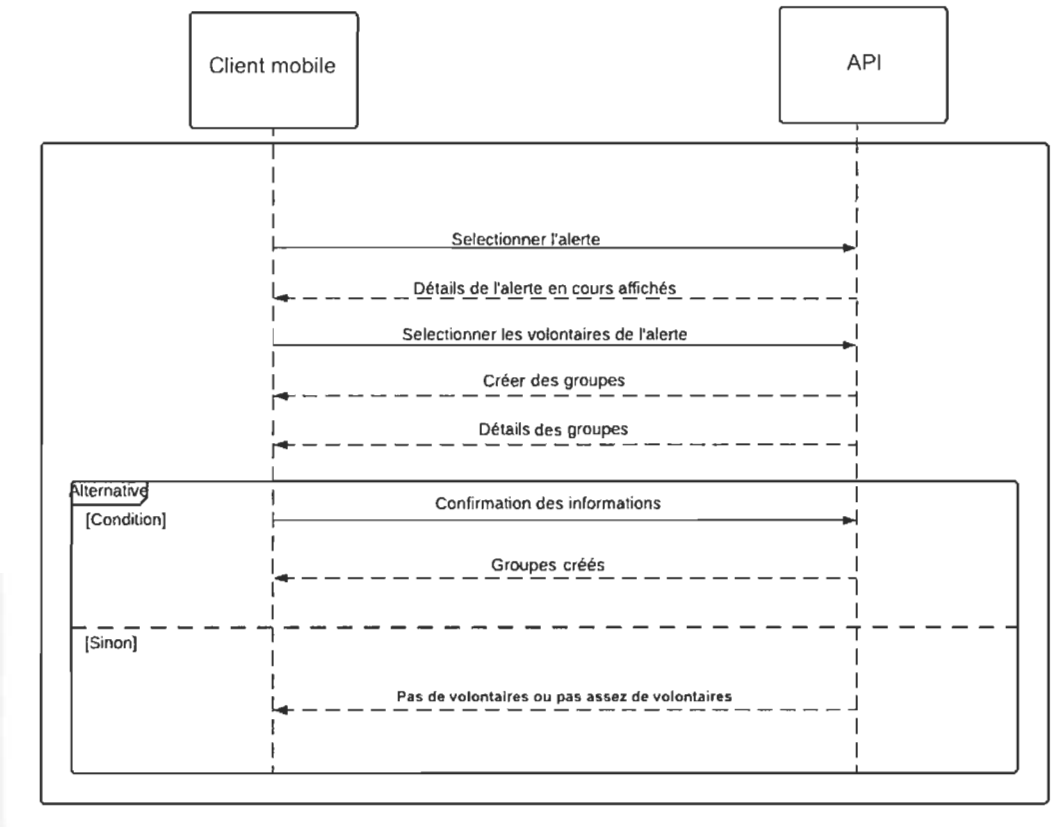 Client mobile
API
Selectionner l'alerte
Détails de l'alerte en cours affichés
Selectionner les volontaires de l'alerte
Créer des groupes
Détails des groupes
Alternative
Confirmation des informations
[Condition]
Groupes créés
[Sinon]
Pas de volontaires ou pas assez de volontaires